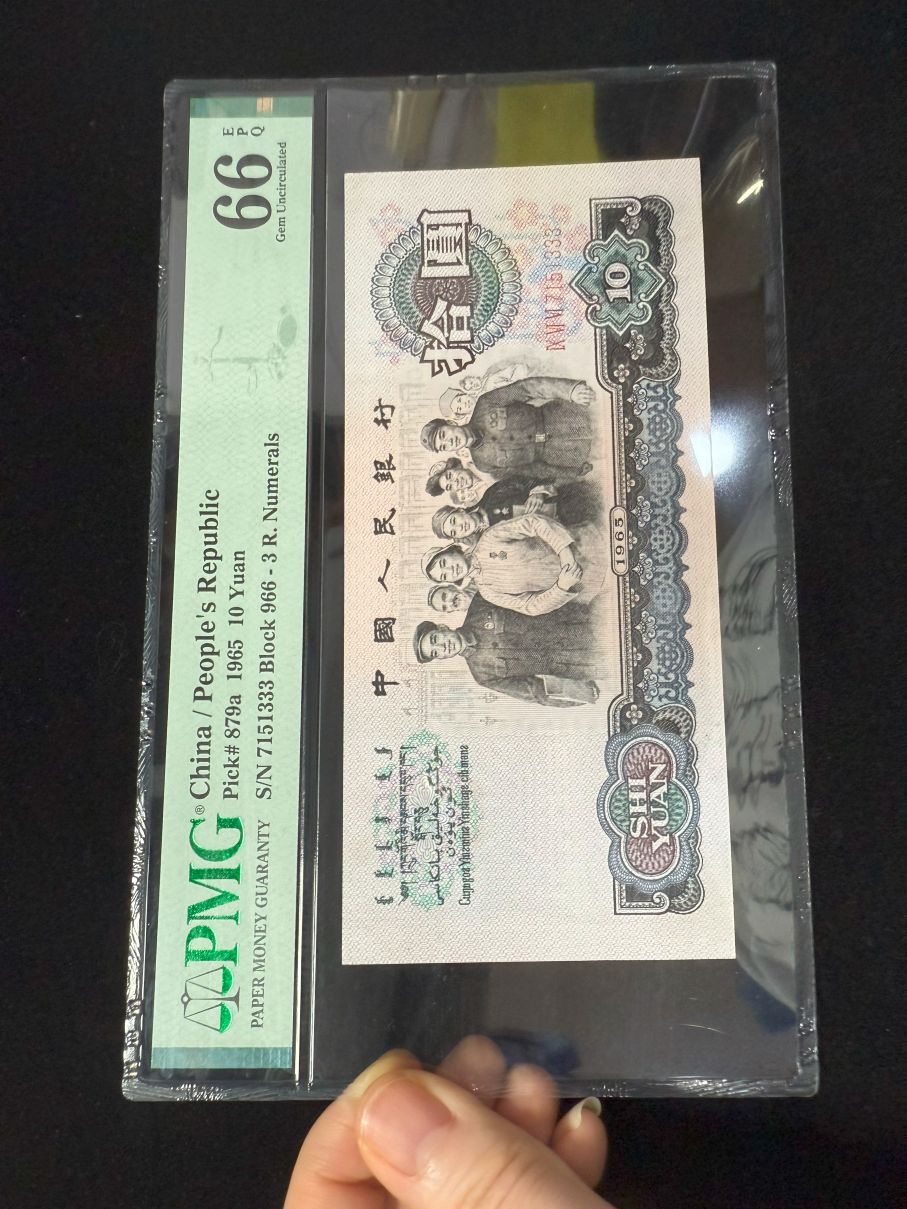 PMG®
PAPER MONEY GUARANTY
China / People's Republic
Pick# 879a 1965 10 Yuan
S/N 7151333 Block 966 - 3 R. Numerals
66
EPQ
Gem Uncirculated
中國人民銀行
拾圓
10
1965
SHI
YUAN